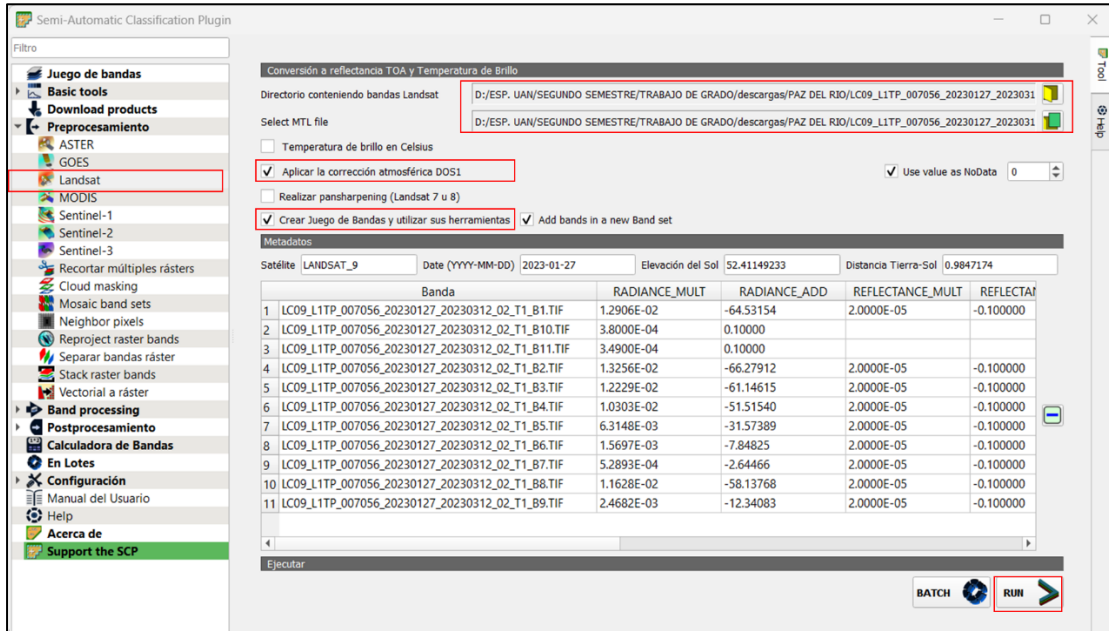 Semi-Automatic Classification Plugin
Filtro
Juego de bandas
Basic tools
Download products
Preprocesamiento
ASTER
GOES
Landsat
MODIS
Sentinel-1
Sentinel-2
Sentinel-3
Recortar múltiples rásters
Cloud masking
Mosaic band sets
Neighbor pixels
Reproject raster bands
Separar bandas ráster
Stack raster bands
Vectorial a ráster
Band processing
Postprocesamiento
Calculadora de Bandas
En Lotes
Configuración
Manual del Usuario
Help
Acerca de
Support the SCP
Conversión a reflectancia TOA y Temperatura de Brillo
Directorio conteniendo bandas Landsat D:/ESP. UAN/SEGUNDO SEMESTRE/TRABAJO DE GRADO/descargas/PAZ DEL RIO/LC09_L1TP_007056_20230127_2023031
Select MTL file D:/ESP. UAN/SEGUNDO SEMESTRE/TRABAJO DE GRADO/descargas/PAZ DEL RIO/LC09_L1TP_007056_20230127_2023031
Temperatura de brillo en Celsius
Aplicar la corrección atmosférica DOS1 Use value as NoData 0
Realizar pansharpening (Landsat 7 u 8)
Crear Juego de Bandas y utilizar sus herramientas Add bands in a new Band set
Metadatos
Satélite LANDSAT_9 Date (YYYY-MM-DD) 2023-01-27 Elevación del Sol 52.41149233 Distancia Tierra-Sol 0.9847174
Banda RADIANCE_MULT RADIANCE_ADD REFLECTANCE_MULT REFLECTAN
1 LC09_L1TP_007056_20230127_20230312_02_T1_B1.TIF 1.2906E-02 -64.53154 2.0000E-05 -0.100000
2 LC09_L1TP_007056_20230127_20230312_02_T1_B10.TIF 3.8000E-04 0.10000
3 LC09_L1TP_007056_20230127_20230312_02_T1_B11.TIF 3.4900E-04 0.10000
4 LC09_L1TP_007056_20230127_20230312_02_T1_B2.TIF 1.3256E-02 -66.27912 2.0000E-05 -0.100000
5 LC09_L1TP_007056_20230127_20230312_02_T1_B3.TIF 1.2229E-02 -61.14615 2.0000E-05 -0.100000
6 LC09_L1TP_007056_20230127_20230312_02_T1_B4.TIF 1.0303E-02 -51.51540 2.0000E-05 -0.100000
7 LC09_L1TP_007056_20230127_20230312_02_T1_B5.TIF 6.3148E-03 -31.57389 2.0000E-05 -0.100000
8 LC09_L1TP_007056_20230127_20230312_02_T1_B6.TIF 1.5697E-03 -7.84825 2.0000E-05 -0.100000
9 LC09_L1TP_007056_20230127_20230312_02_T1_B7.TIF 5.2893E-04 -2.64466 2.0000E-05 -0.100000
10 LC09_L1TP_007056_20230127_20230312_02_T1_B8.TIF 1.1628E-02 -58.13768 2.0000E-05 -0.100000
11 LC09_L1TP_007056_20230127_20230312_02_T1_B9.TIF 2.4682E-03 -12.34083 2.0000E-05 -0.100000
Ejecutar
BATCH RUN
Tool
Help